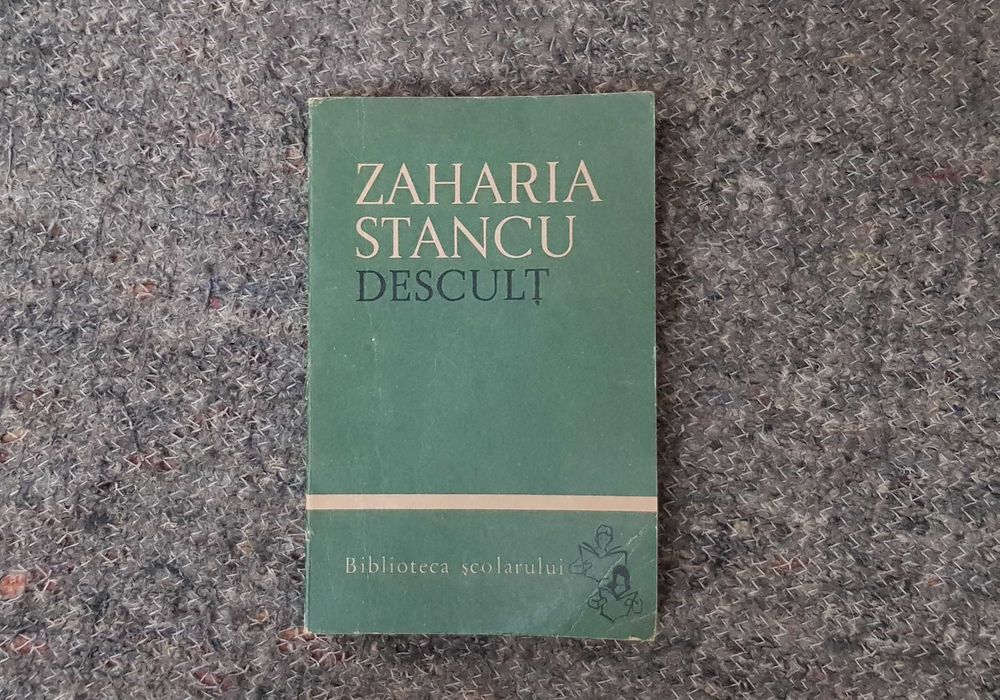 ZAHARIA
STANCU
DESCULȚ
Biblioteca școlarului